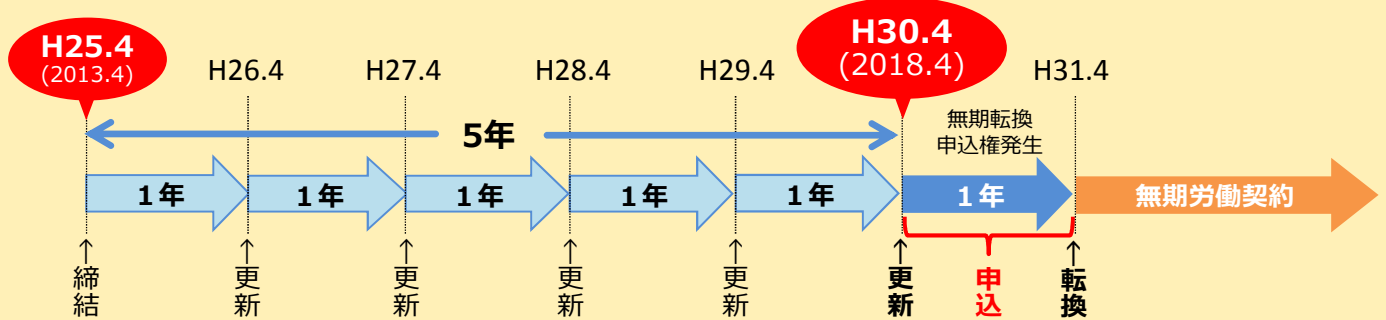 H25.4
(2013.4)
H26.4
H27.4
H28.4
H29.4
H30.4
(2018.4)
H31.4
5年
無期転換
申込権発生
1年
1年
1年
1年
1年
1年
無期労働契約
↑締結
↑更新
↑更新
↑更新
↑更新
↑更新
申込
↑転換